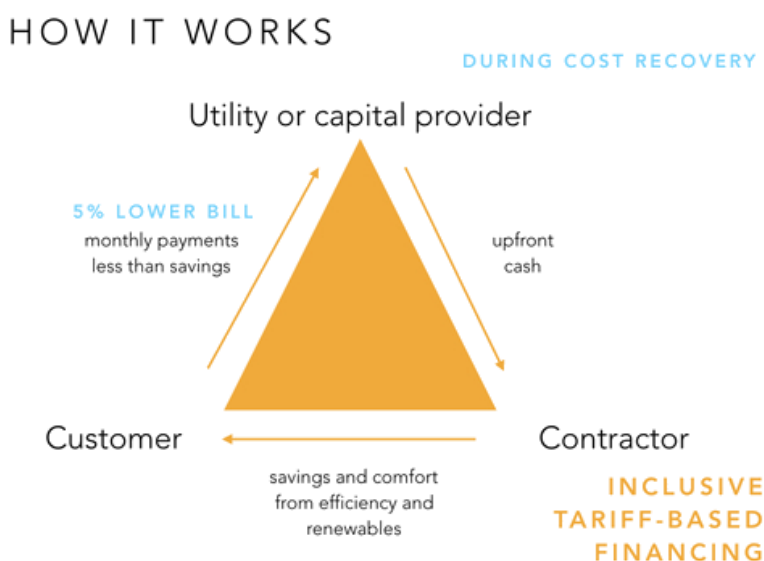 HOW IT WORKS
DURING COST RECOVERY
Utility or capital provider
5% LOWER BILL
monthly payments
less than savings
upfront
cash
Customer
Contractor
savings and comfort
from efficiency and
renewables
INCLUSIVE
TARIFF-BASED
FINANCING